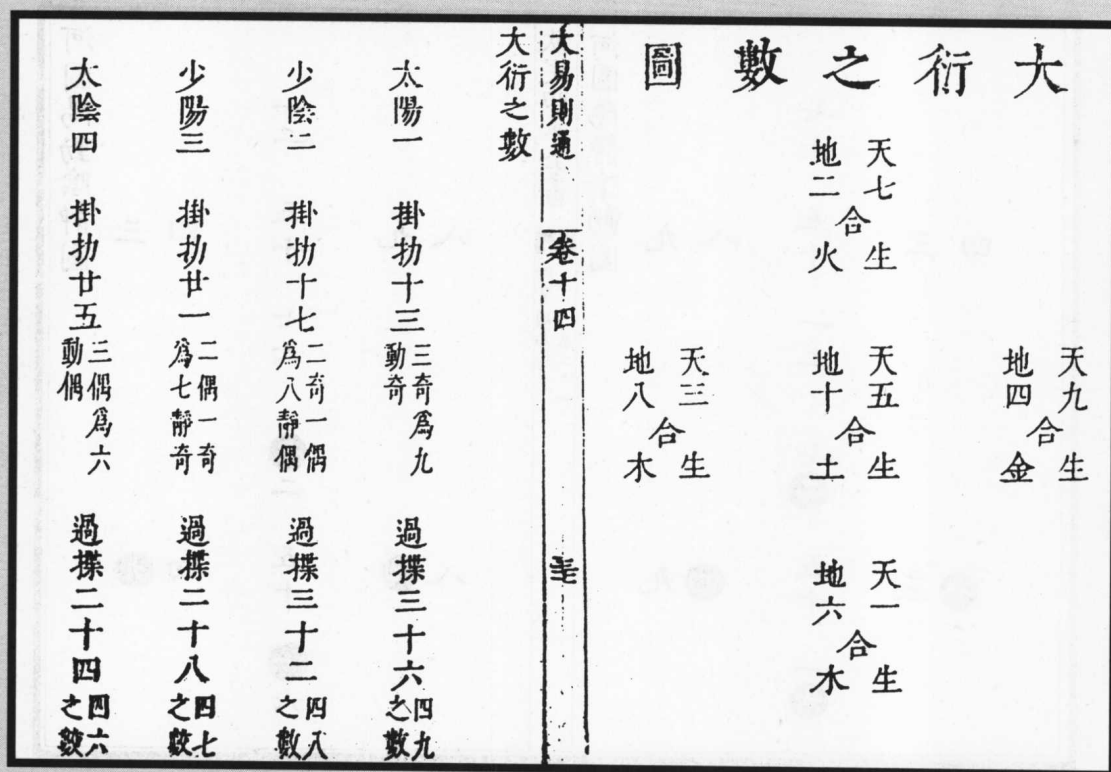 大衍之數圖
天九生
合
地四金
天七生
合
地二火
天五生
合
地十土
天一生
合
地六水
天三生
合
地八木
大易則通 卷十四
大衍之數
太陽一 掛扐十三 三奇爲九動奇 過揲三十六 四九之數
少陰二 掛扐十七 二奇一偶爲八靜偶 過揲三十二 四八之數
少陽三 掛扐廿一 二偶一奇爲七靜奇 過揲二十八 四七之數
太陰四 掛扐廿五 三偶爲六動偶 過揲二十四 四六之數